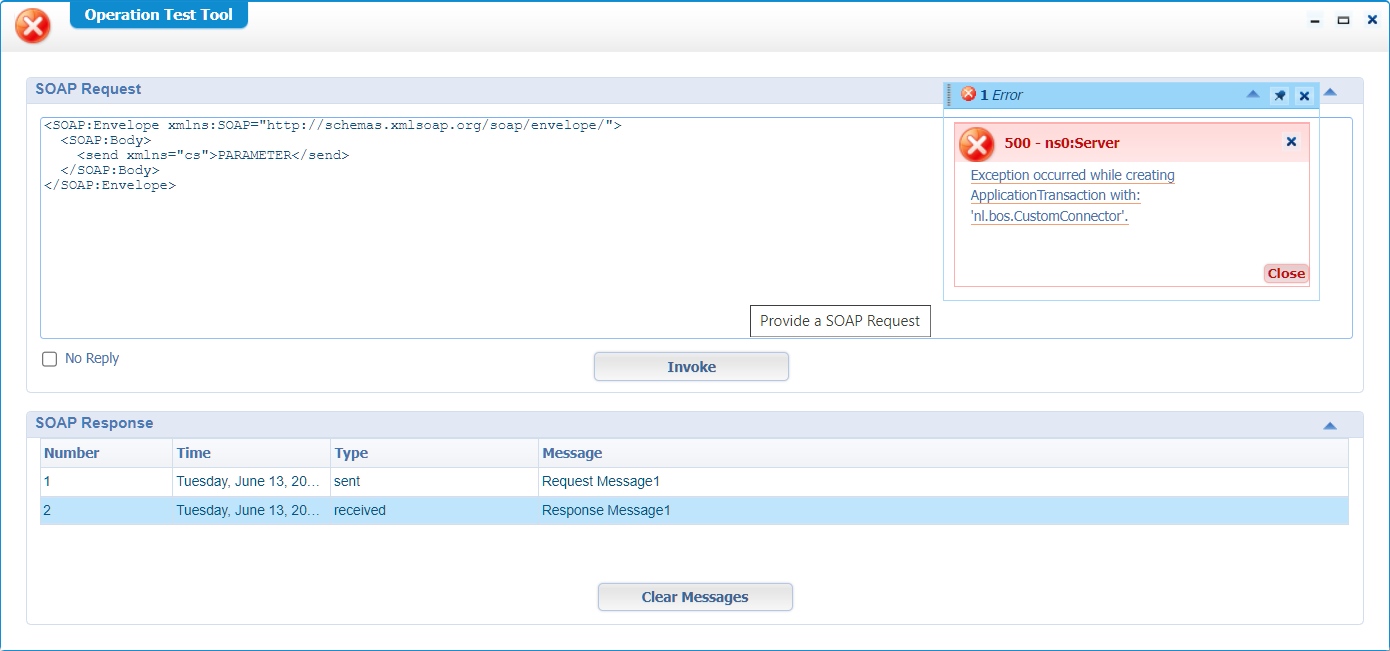 Operation Test Tool
SOAP Request
1 Error
<SOAP:Envelope xmlns:SOAP="http://schemas.xmlsoap.org/soap/envelope/">
  <SOAP:Body>
    <send xmlns="cs">PARAMETER</send>
  </SOAP:Body>
</SOAP:Envelope>
500 - ns0:Server
Exception occurred while creating
ApplicationTransaction with:
'nl.bos.CustomConnector'.
Close
Provide a SOAP Request
No Reply
Invoke
SOAP Response
Number Time Type Message
1 Tuesday, June 13, 20... sent Request Message1
2 Tuesday, June 13, 20... received Response Message1
Clear Messages